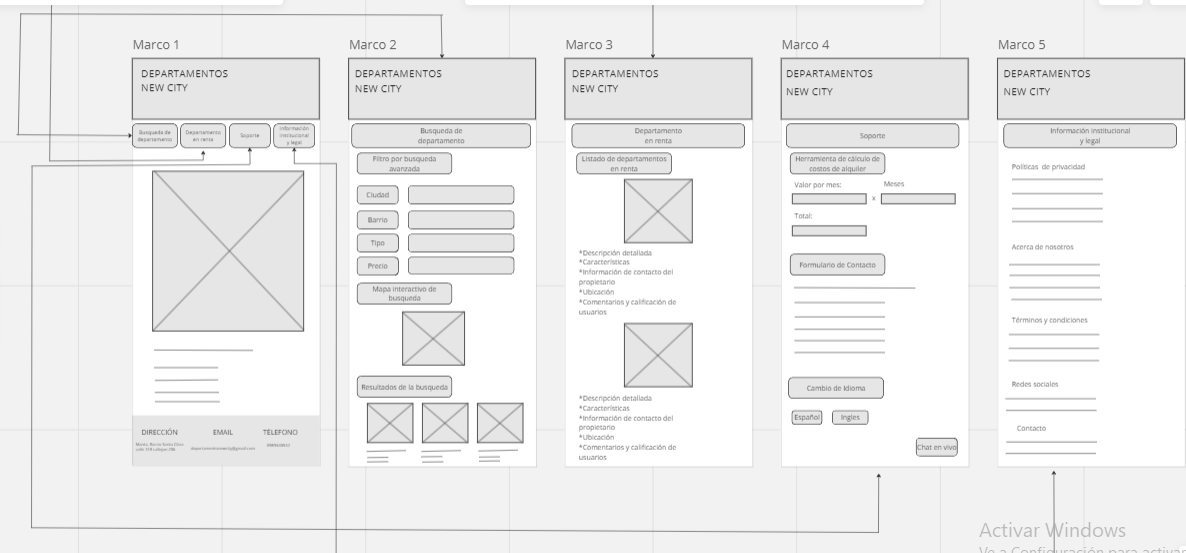 Marco 1
DEPARTAMENTOS
NEW CITY
Busqueda de
departamento
Departamento
en renta
Soporte
Información
institucional
y legal
DIRECCIÓN
EMAIL
TÉLEFONO
Marco 2
DEPARTAMENTOS
NEW CITY
Busqueda de
departamento
Filtro por busqueda
avanzada
Ciudad
Barrio
Tipo
Precio
Mapa interactivo de
busqueda
Resultados de la busqueda
Marco 3
DEPARTAMENTOS
NEW CITY
Departamento
en renta
Listado de departamentos
en renta
*Descripción detallada
*Características
*Información de contacto del
propietario
*Ubicación
*Comentarios y calificación de
usuarios
*Descripción detallada
*Características
*Información de contacto del
propietario
*Ubicación
*Comentarios y calificación de
usuarios
Marco 4
DEPARTAMENTOS
NEW CITY
Soporte
Herramienta de cálculo de
costos de alquiler
Valor por mes:
Meses
x
Total:
Formulario de Contacto
Cambio de Idioma
Español
Ingles
Chat en vivo
Marco 5
DEPARTAMENTOS
NEW CITY
Información institucional
y legal
Políticas de privacidad
Acerca de nosotros
Términos y condiciones
Redes sociales
Contacto
Activar Windows
Ve a Configuración para activar